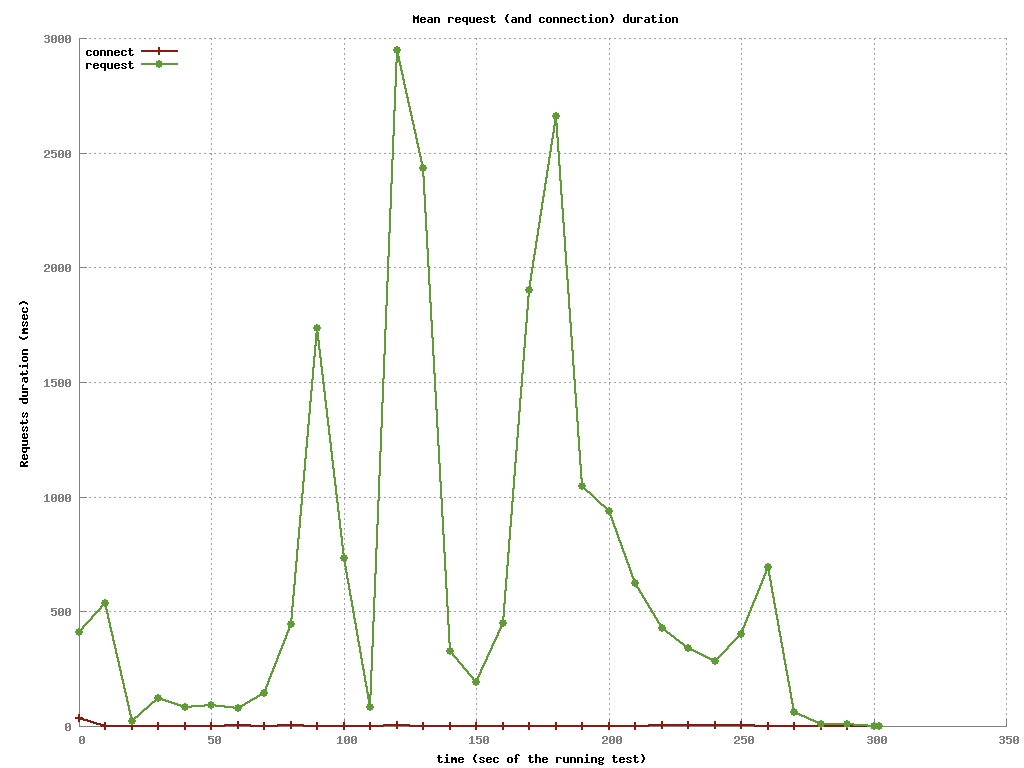 Mean request (and connection) duration
3000
connect
request
2500
2000
1500
1000
500
0
Requests duration (msec)
0 50 100 150 200 250 300 350
time (sec of the running test)